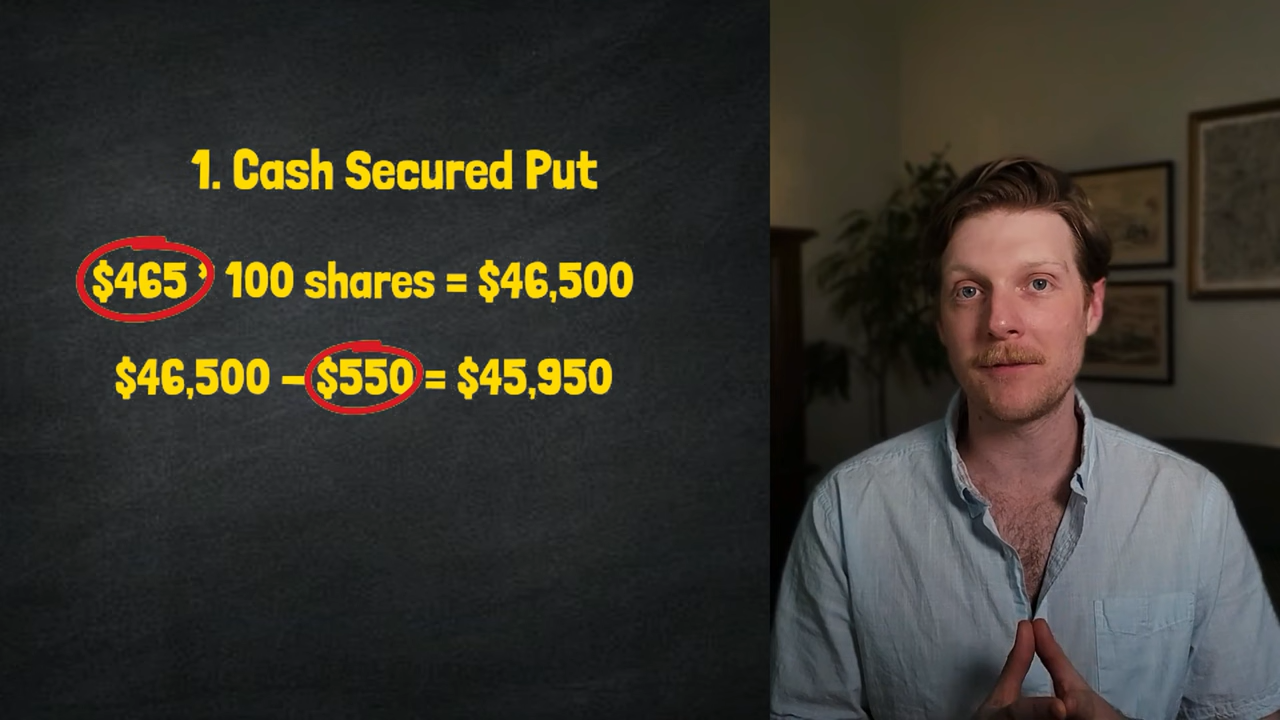 1. Cash Secured Put
$465 * 100 shares = $46,500
$46,500 – $550 = $45,950